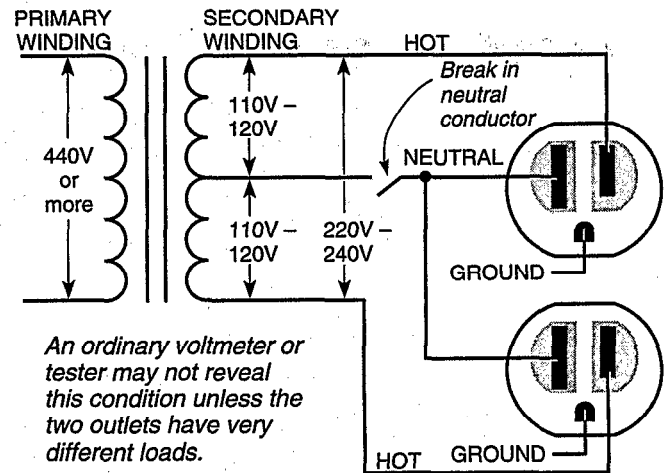 PRIMARY
WINDING
SECONDARY
WINDING
HOT
Break in
neutral
conductor
110V –
120V
440V
or
more
NEUTRAL
110V –
120V
220V –
240V
GROUND
An ordinary voltmeter or
tester may not reveal
this condition unless the
two outlets have very
different loads.
HOT
GROUND